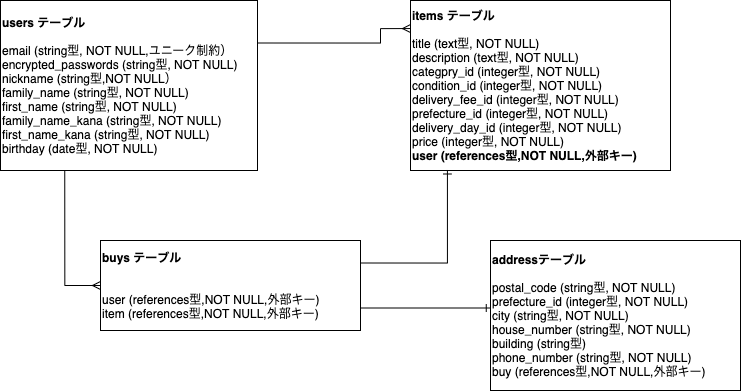 users テーブル
email (string型, NOT NULL,ユニーク制約）
encrypted_passwords (string型, NOT NULL)
nickname (string型,NOT NULL）
family_name (string型, NOT NULL)
first_name (string型, NOT NULL)
family_name_kana (string型, NOT NULL)
first_name_kana (string型, NOT NULL)
birthday (date型, NOT NULL)
items テーブル
title (text型, NOT NULL)
description (text型, NOT NULL)
categpry_id (integer型, NOT NULL)
condition_id (integer型, NOT NULL)
delivery_fee_id (integer型, NOT NULL)
prefecture_id (integer型, NOT NULL)
delivery_day_id (integer型, NOT NULL)
price (integer型, NOT NULL)
user (references型,NOT NULL,外部キー)
buys テーブル
user (references型,NOT NULL,外部キー)
item (references型,NOT NULL,外部キー)
addressテーブル
postal_code (string型, NOT NULL)
prefecture_id (integer型, NOT NULL)
city (string型, NOT NULL)
house_number (string型, NOT NULL)
building (string型)
phone_number (string型, NOT NULL)
buy (references型,NOT NULL,外部キー)